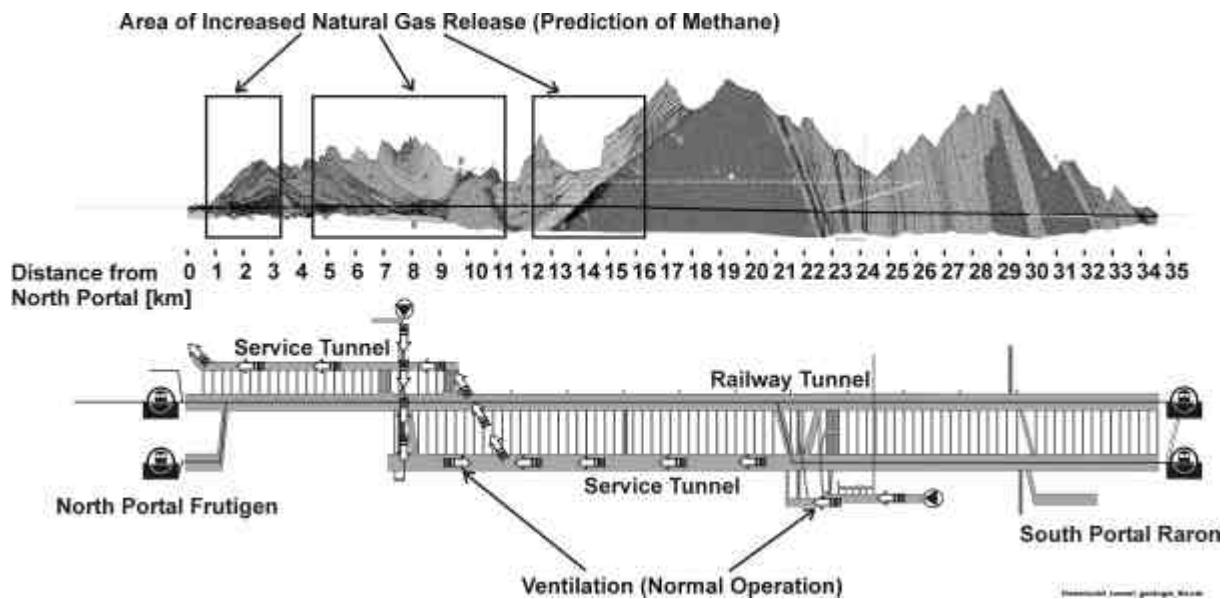 Area of Increased Natural Gas Release (Prediction of Methane)
0 1 2 3 4 5 6 7 8 9 10 11 12 13 14 15 16 17 18 19 20 21 22 23 24 25 26 27 28 29 30 31 32 33 34 35
Distance from
North Portal [km]
Service Tunnel
Railway Tunnel
Service Tunnel
North Portal Frutigen
South Portal Raron
Ventilation (Normal Operation)